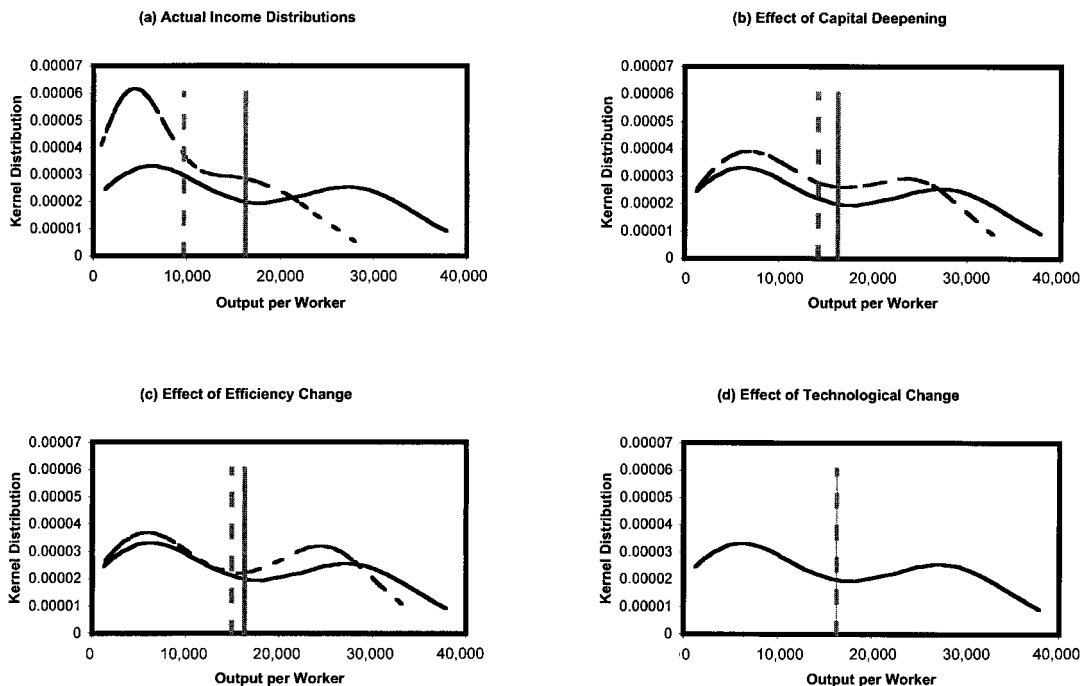 (a) Actual Income Distributions
Kernel Distribution
0.00007
0.00006
0.00005
0.00004
0.00003
0.00002
0.00001
0
0 10,000 20,000 30,000 40,000
Output per Worker
(b) Effect of Capital Deepening
Kernel Distribution
0.00007
0.00006
0.00005
0.00004
0.00003
0.00002
0.00001
0
0 10,000 20,000 30,000 40,000
Output per Worker
(c) Effect of Efficiency Change
Kernel Distribution
0.00007
0.00006
0.00005
0.00004
0.00003
0.00002
0.00001
0
0 10,000 20,000 30,000 40,000
Output per Worker
(d) Effect of Technological Change
Kernel Distribution
0.00007
0.00006
0.00005
0.00004
0.00003
0.00002
0.00001
0
0 10,000 20,000 30,000 40,000
Output per Worker